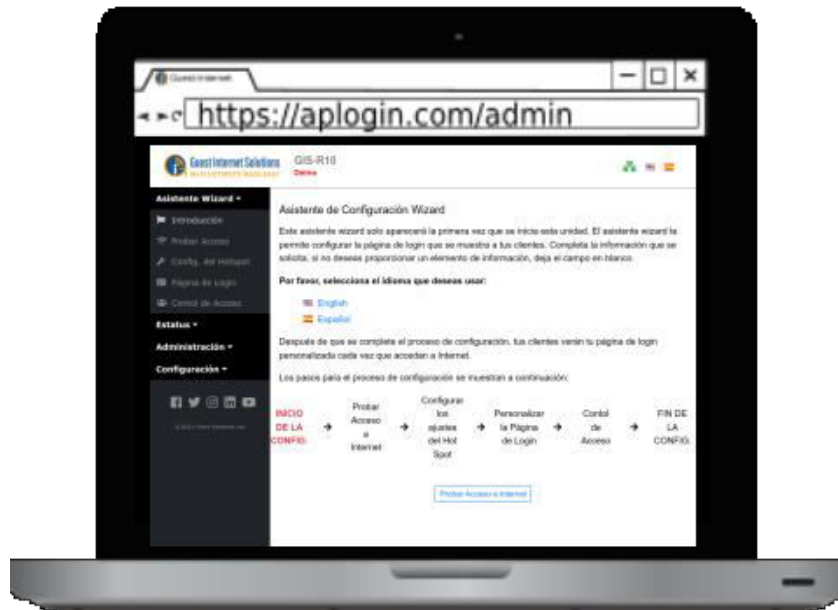 Guest Internet
https://aplogin.com/admin
Guest Internet Solutions
GIS-R10
Demo
Asistente Wizard
Introducción
Probar Acceso
Config. del Hotspot
Página de Login
Contol de Acceso
Estatus
Administración
Configuración
Asistente de Configuración Wizard
Este asistente wizard solo aparecerá la primera vez que se inicie esta unidad. El asistente wizard te
permite configurar la página de login que se muestra a tus clientes. Completa la información que se
solicita, si no deseas proporcionar un elemento de información, deja el campo en blanco.
Por favor, selecciona el idioma que deseas usar:
English
Español
Después de que se complete el proceso de configuración, tus clientes verán tu página de login
personalizada cada vez que accedan a Internet.
Los pasos para el proceso de configuración se muestran a continuación:
INICIO DE LA CONFIG.
Probar Acceso a Internet
Configurar los ajustes del Hot Spot
Personalizar la Página de Login
Contol de Acceso
FIN DE LA CONFIG.
Probar Acceso a Internet